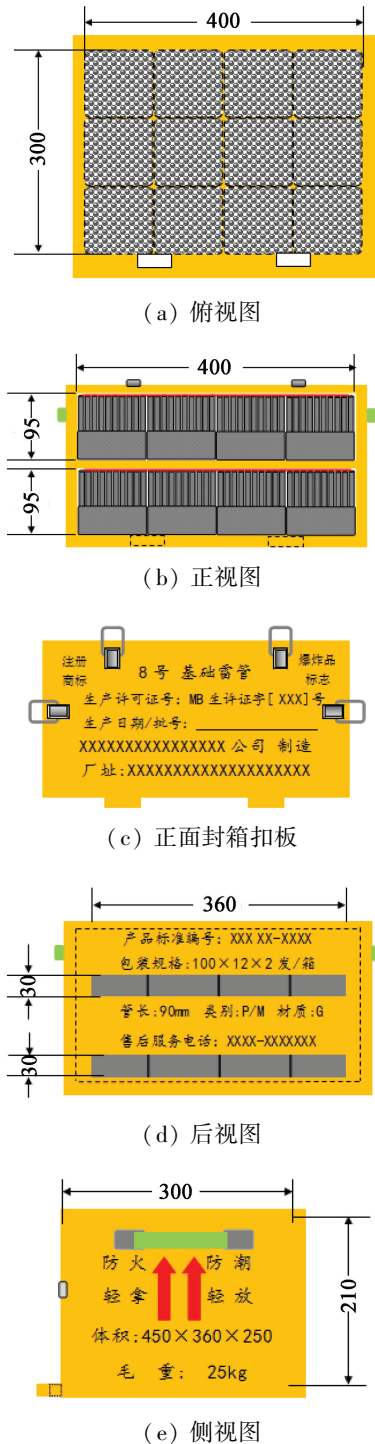 400
300
(a) 俯视图
400
95
95
(b) 正视图
注册
商标
8号 基础雷管
爆炸品
标志
生产许可证号: MB生许证字[XXX]号
生产日期/批号:
XXXXXXXXXXXXXXXX公司 制造
厂址:XXXXXXXXXXXXXXXXXXXX
(c) 正面封箱扣板
360
产品标准编号: XXX XX-XXXX
包装规格:100×12×2发/箱
30
管长:90mm 类别:P/M 材质:G
售后服务电话: XXXX-XXXXXXX
30
(d) 后视图
300
防火 防潮
轻拿 轻放
210
体积:450×360×250
毛 重: 25kg
(e) 侧视图